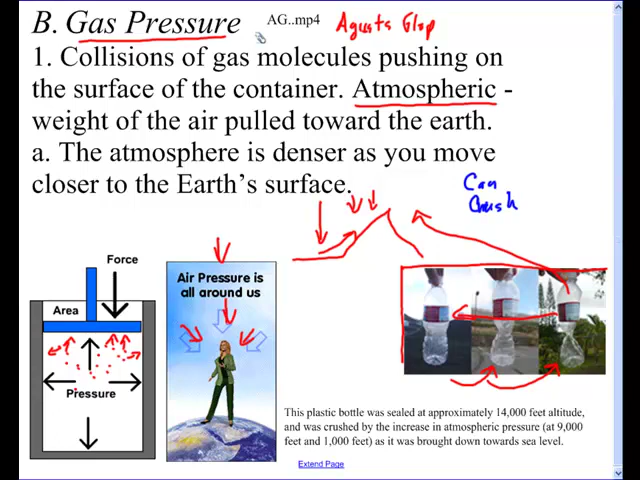 B. Gas Pressure AG..mp4 Agusts Glop
1. Collisions of gas molecules pushing on
the surface of the container. Atmospheric -
weight of the air pulled toward the earth.
a. The atmosphere is denser as you move
closer to the Earth's surface.
Can
Crush
Force
Area
Pressure
Air Pressure is
all around us
This plastic bottle was sealed at approximately 14,000 feet altitude,
and was crushed by the increase in atmospheric pressure (at 9,000
feet and 1,000 feet) as it was brought down towards sea level.
Extend Page